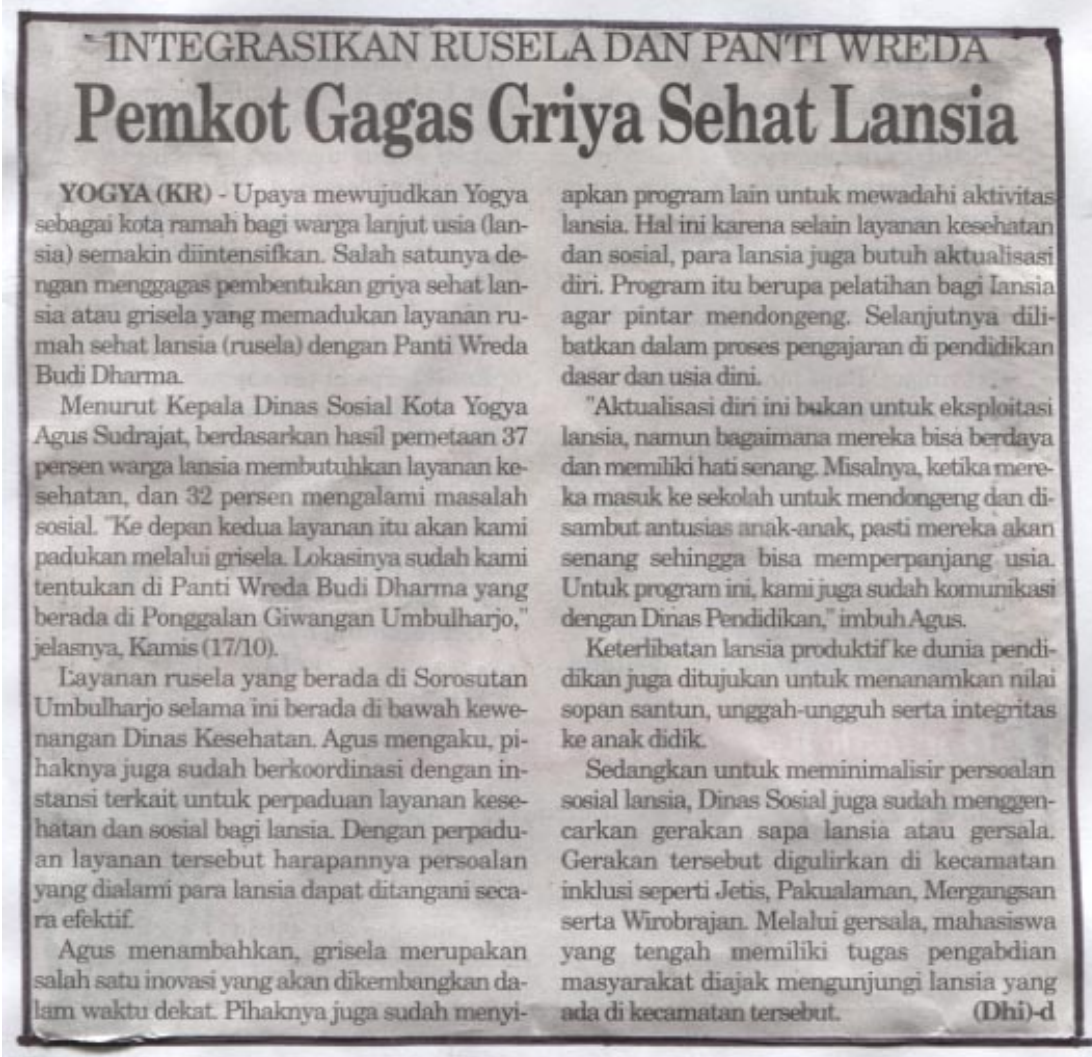 INTEGRASIKAN RUSELA DAN PANTI WREDA
Pemkot Gagas Griya Sehat Lansia
YOGYA (KR) - Upaya mewujudkan Yogya
sebagai kota ramah bagi warga lanjut usia (lan-
sia) semakin diintensifkan. Salah satunya de-
ngan menggagas pembentukan griya sehat lan-
sia atau grisela yang memadukan layanan ru-
mah sehat lansia (rusela) dengan Panti Wreda
Budi Dharma.
Menurut Kepala Dinas Sosial Kota Yogya
Agus Sudrajat, berdasarkan hasil pemetaan 37
persen warga lansia membutuhkan layanan ke-
sehatan, dan 32 persen mengalami masalah
sosial. "Ke depan kedua layanan itu akan kami
padukan melalui grisela. Lokasinya sudah kami
tentukan di Panti Wreda Budi Dharma yang
berada di Ponggalan Giwangan Umbulharjo,"
jelasnya, Kamis (17/10).
Layanan rusela yang berada di Sorosutan
Umbulharjo selama ini berada di bawah kewe-
nangan Dinas Kesehatan. Agus mengaku, pi-
haknya juga sudah berkoordinasi dengan in-
stansi terkait untuk perpaduan layanan kese-
hatan dan sosial bagi lansia. Dengan perpadu-
an layanan tersebut harapannya persoalan
yang dialami para lansia dapat ditangani seca-
ra efektif.
Agus menambahkan, grisela merupakan
salah satu inovasi yang akan dikembangkan da-
lam waktu dekat. Pihaknya juga sudah menyi-
apkan program lain untuk mewadahi aktivitas
lansia. Hal ini karena selain layanan kesehatan
dan sosial, para lansia juga butuh aktualisasi
diri. Program itu berupa pelatihan bagi lansia
agar pintar mendongeng. Selanjutnya dili-
batkan dalam proses pengajaran di pendidikan
dasar dan usia dini.
"Aktualisasi diri ini bukan untuk eksploitasi
lansia, namun bagaimana mereka bisa berdaya
dan memiliki hati senang. Misalnya, ketika mere-
ka masuk ke sekolah untuk mendongeng dan di-
sambut antusias anak-anak, pasti mereka akan
senang sehingga bisa memperpanjang usia.
Untuk program ini, kami juga sudah komunikasi
dengan Dinas Pendidikan," imbuh Agus.
Keterlibatan lansia produktif ke dunia pendi-
dikan juga ditujukan untuk menanamkan nilai
sopan santun, unggah-ungguh serta integritas
ke anak didik.
Sedangkan untuk meminimalisir persoalan
sosial lansia, Dinas Sosial juga sudah menggen-
carkan gerakan sapa lansia atau gersala.
Gerakan tersebut digulirkan di kecamatan
inklusi seperti Jetis, Pakualaman, Mergangsan
serta Wirobrajan. Melalui gersala, mahasiswa
yang tengah memiliki tugas pengabdian
masyarakat diajak mengunjungi lansia yang
ada di kecamatan tersebut. (Dhi)-d